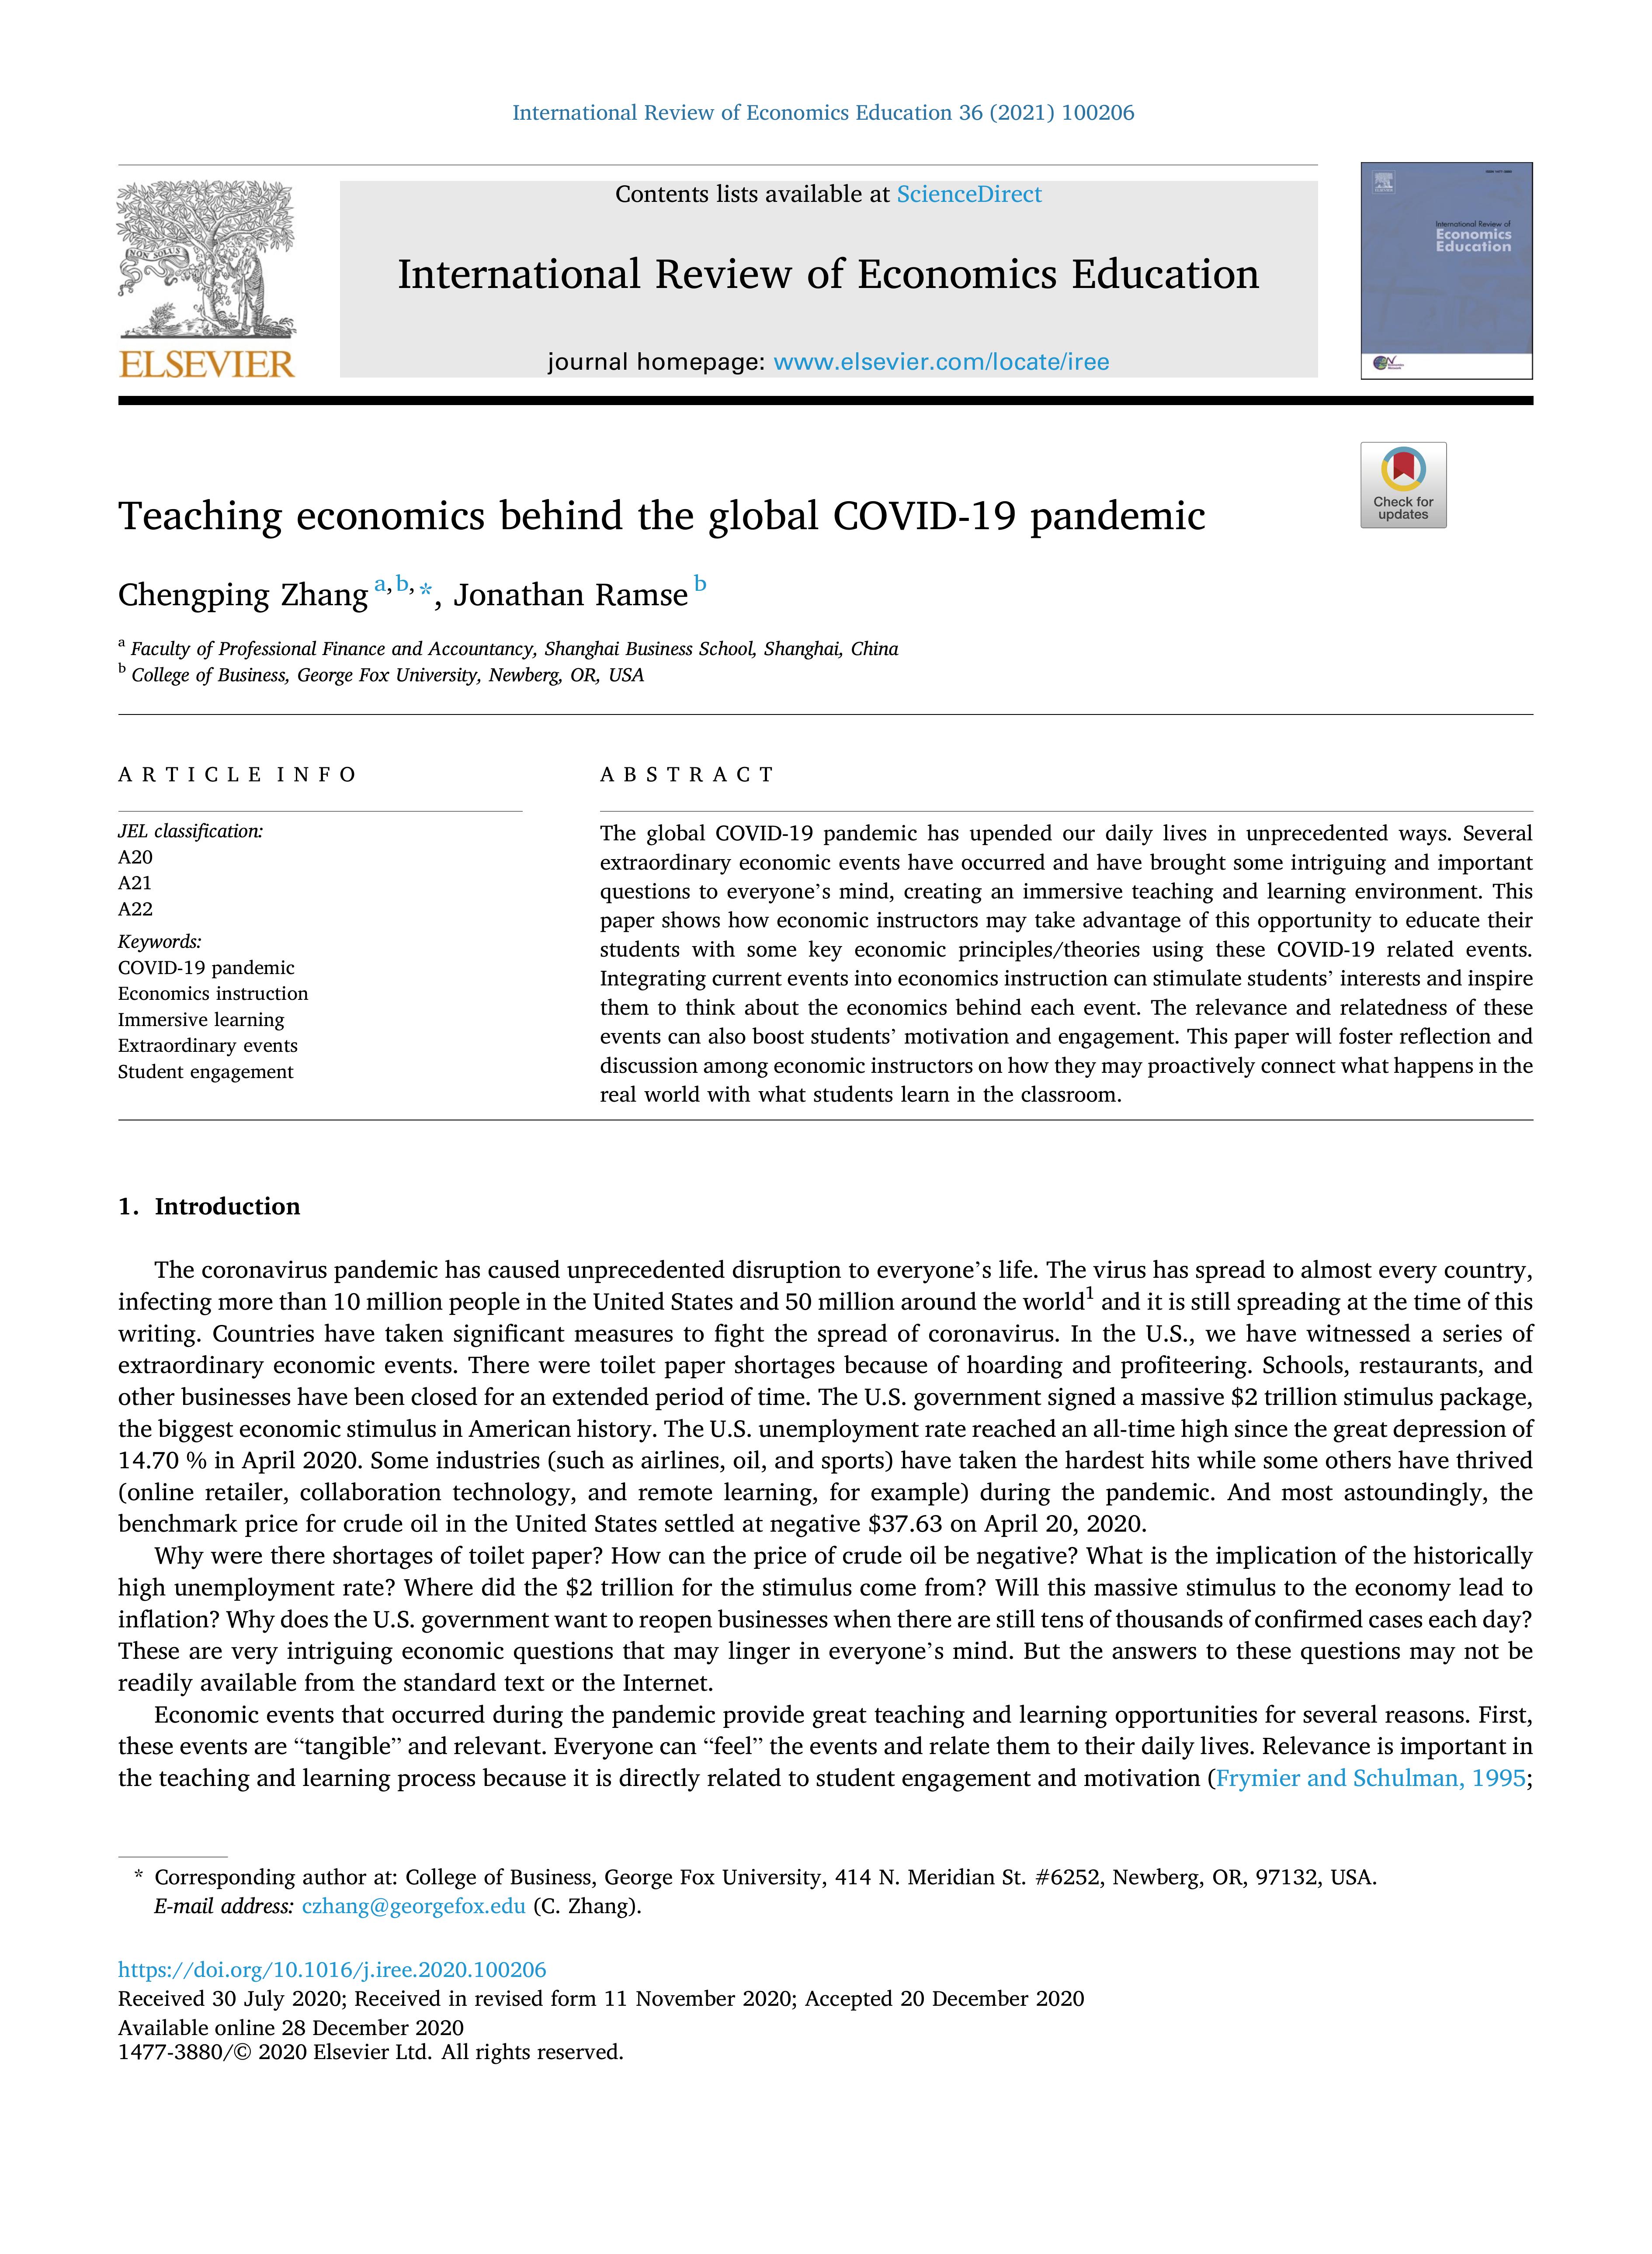 International Review of Economics Education 36 (2021) 100206
Contents lists available at ScienceDirect
International Review of Economics Education
journal homepage: www.elsevier.com/locate/iree
NON SOLUS
ELSEVIER
ELSEVIER
International Review of
Economics
Education
Check for
updates
Teaching economics behind the global COVID-19 pandemic
Chengping Zhang a, b, *, Jonathan Ramse b
a Faculty of Professional Finance and Accountancy, Shanghai Business School, Shanghai, China
b College of Business, George Fox University, Newberg, OR, USA
ARTICLE INFO
JEL classification:
A20
A21
A22
Keywords:
COVID-19 pandemic
Economics instruction
Immersive learning
Extraordinary events
Student engagement
ABSTRACT
The global COVID-19 pandemic has upended our daily lives in unprecedented ways. Several
extraordinary economic events have occurred and have brought some intriguing and important
questions to everyone’s mind, creating an immersive teaching and learning environment. This
paper shows how economic instructors may take advantage of this opportunity to educate their
students with some key economic principles/theories using these COVID-19 related events.
Integrating current events into economics instruction can stimulate students’ interests and inspire
them to think about the economics behind each event. The relevance and relatedness of these
events can also boost students’ motivation and engagement. This paper will foster reflection and
discussion among economic instructors on how they may proactively connect what happens in the
real world with what students learn in the classroom.
1. Introduction
The coronavirus pandemic has caused unprecedented disruption to everyone’s life. The virus has spread to almost every country,
infecting more than 10 million people in the United States and 50 million around the world1 and it is still spreading at the time of this
writing. Countries have taken significant measures to fight the spread of coronavirus. In the U.S., we have witnessed a series of
extraordinary economic events. There were toilet paper shortages because of hoarding and profiteering. Schools, restaurants, and
other businesses have been closed for an extended period of time. The U.S. government signed a massive $2 trillion stimulus package,
the biggest economic stimulus in American history. The U.S. unemployment rate reached an all-time high since the great depression of
14.70 % in April 2020. Some industries (such as airlines, oil, and sports) have taken the hardest hits while some others have thrived
(online retailer, collaboration technology, and remote learning, for example) during the pandemic. And most astoundingly, the
benchmark price for crude oil in the United States settled at negative $37.63 on April 20, 2020.
Why were there shortages of toilet paper? How can the price of crude oil be negative? What is the implication of the historically
high unemployment rate? Where did the $2 trillion for the stimulus come from? Will this massive stimulus to the economy lead to
inflation? Why does the U.S. government want to reopen businesses when there are still tens of thousands of confirmed cases each day?
These are very intriguing economic questions that may linger in everyone’s mind. But the answers to these questions may not be
readily available from the standard text or the Internet.
Economic events that occurred during the pandemic provide great teaching and learning opportunities for several reasons. First,
these events are “tangible” and relevant. Everyone can “feel” the events and relate them to their daily lives. Relevance is important in
the teaching and learning process because it is directly related to student engagement and motivation (Frymier and Schulman, 1995;
* Corresponding author at: College of Business, George Fox University, 414 N. Meridian St. #6252, Newberg, OR, 97132, USA.
E-mail address: czhang@georgefox.edu (C. Zhang).
https://doi.org/10.1016/j.iree.2020.100206
Received 30 July 2020; Received in revised form 11 November 2020; Accepted 20 December 2020
Available online 28 December 2020
1477-3880/© 2020 Elsevier Ltd. All rights reserved.